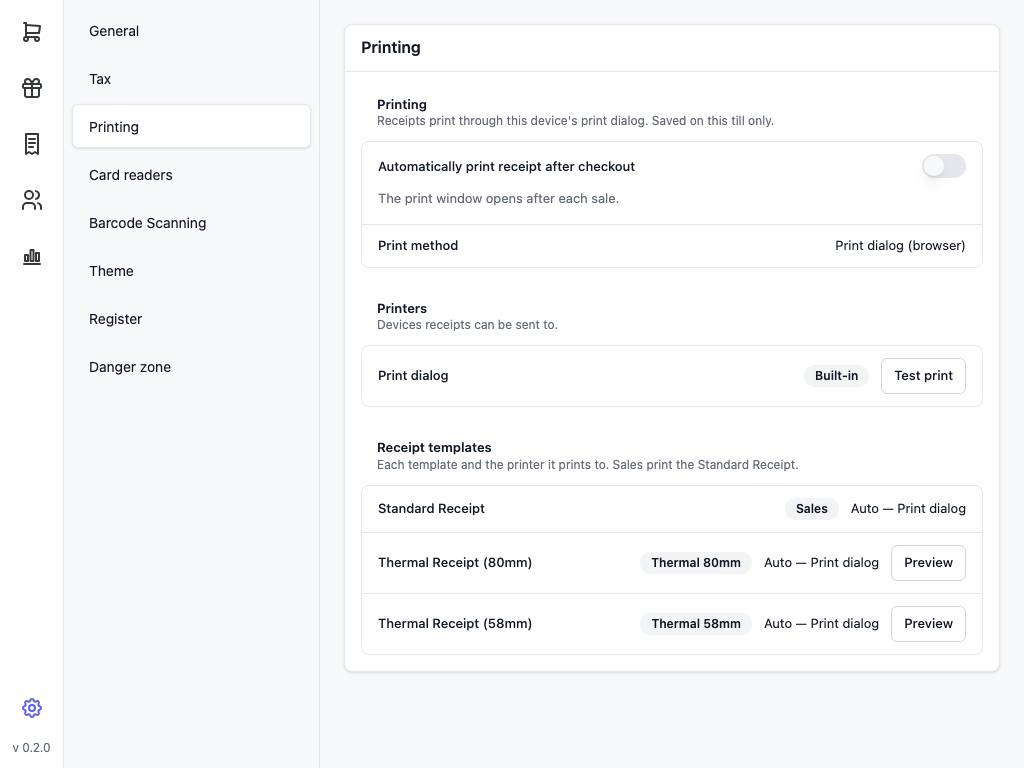 General
Tax
Printing
Card readers
Barcode Scanning
Theme
Register
Danger zone
v 0.2.0
Printing
Printing
Receipts print through this device's print dialog. Saved on this till only.
Automatically print receipt after checkout
The print window opens after each sale.
Print method Print dialog (browser)
Printers
Devices receipts can be sent to.
Print dialog Built-in Test print
Receipt templates
Each template and the printer it prints to. Sales print the Standard Receipt.
Standard Receipt Sales Auto — Print dialog
Thermal Receipt (80mm) Thermal 80mm Auto — Print dialog Preview
Thermal Receipt (58mm) Thermal 58mm Auto — Print dialog Preview